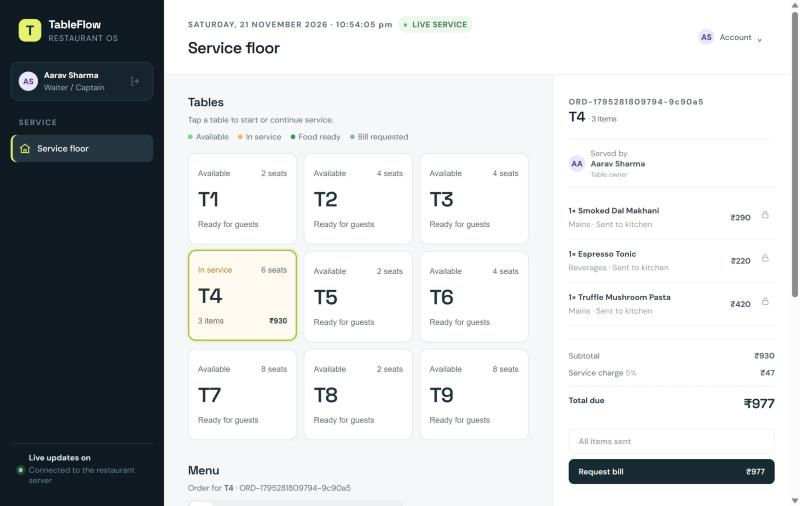 T
TableFlow
RESTAURANT OS
AS
Aarav Sharma
Waiter / Captain
SERVICE
Service floor
Live updates on
Connected to the restaurant
server
SATURDAY, 21 NOVEMBER 2026 · 10:54:05 pm
LIVE SERVICE
Service floor
AS
Account
Tables
Tap a table to start or continue service.
Available
In service
Food ready
Bill requested
Available 2 seats
T1
Ready for guests
Available 4 seats
T2
Ready for guests
Available 4 seats
T3
Ready for guests
In service 6 seats
T4
3 items ₹930
Available 2 seats
T5
Ready for guests
Available 4 seats
T6
Ready for guests
Available 8 seats
T7
Ready for guests
Available 2 seats
T8
Ready for guests
Available 8 seats
T9
Ready for guests
Menu
Order for T4 · ORD-1795281809794-9c90a5
ORD-1795281809794-9c90a5
T4 · 3 items
AA
Served by
Aarav Sharma
Table owner
1× Smoked Dal Makhani ₹290
Mains · Sent to kitchen
1× Espresso Tonic ₹220
Beverages · Sent to kitchen
1× Truffle Mushroom Pasta ₹420
Mains · Sent to kitchen
Subtotal ₹930
Service charge 5% ₹47
Total due ₹977
All items sent
Request bill ₹977